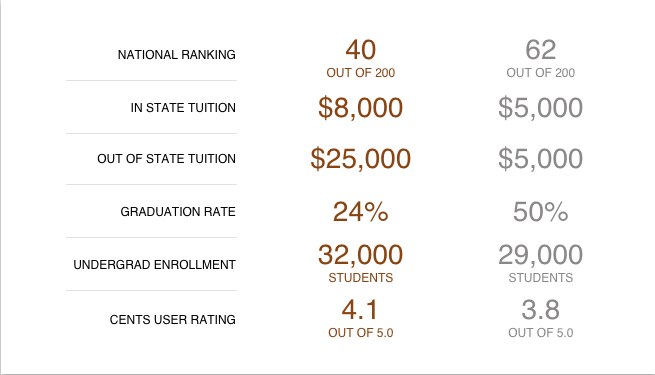 NATIONAL RANKING 40 62
OUT OF 200 OUT OF 200
IN STATE TUITION $8,000 $5,000
OUT OF STATE TUITION $25,000 $5,000
GRADUATION RATE 24% 50%
UNDERGRAD ENROLLMENT 32,000 29,000
STUDENTS STUDENTS
CENTS USER RATING 4.1 3.8
OUT OF 5.0 OUT OF 5.0